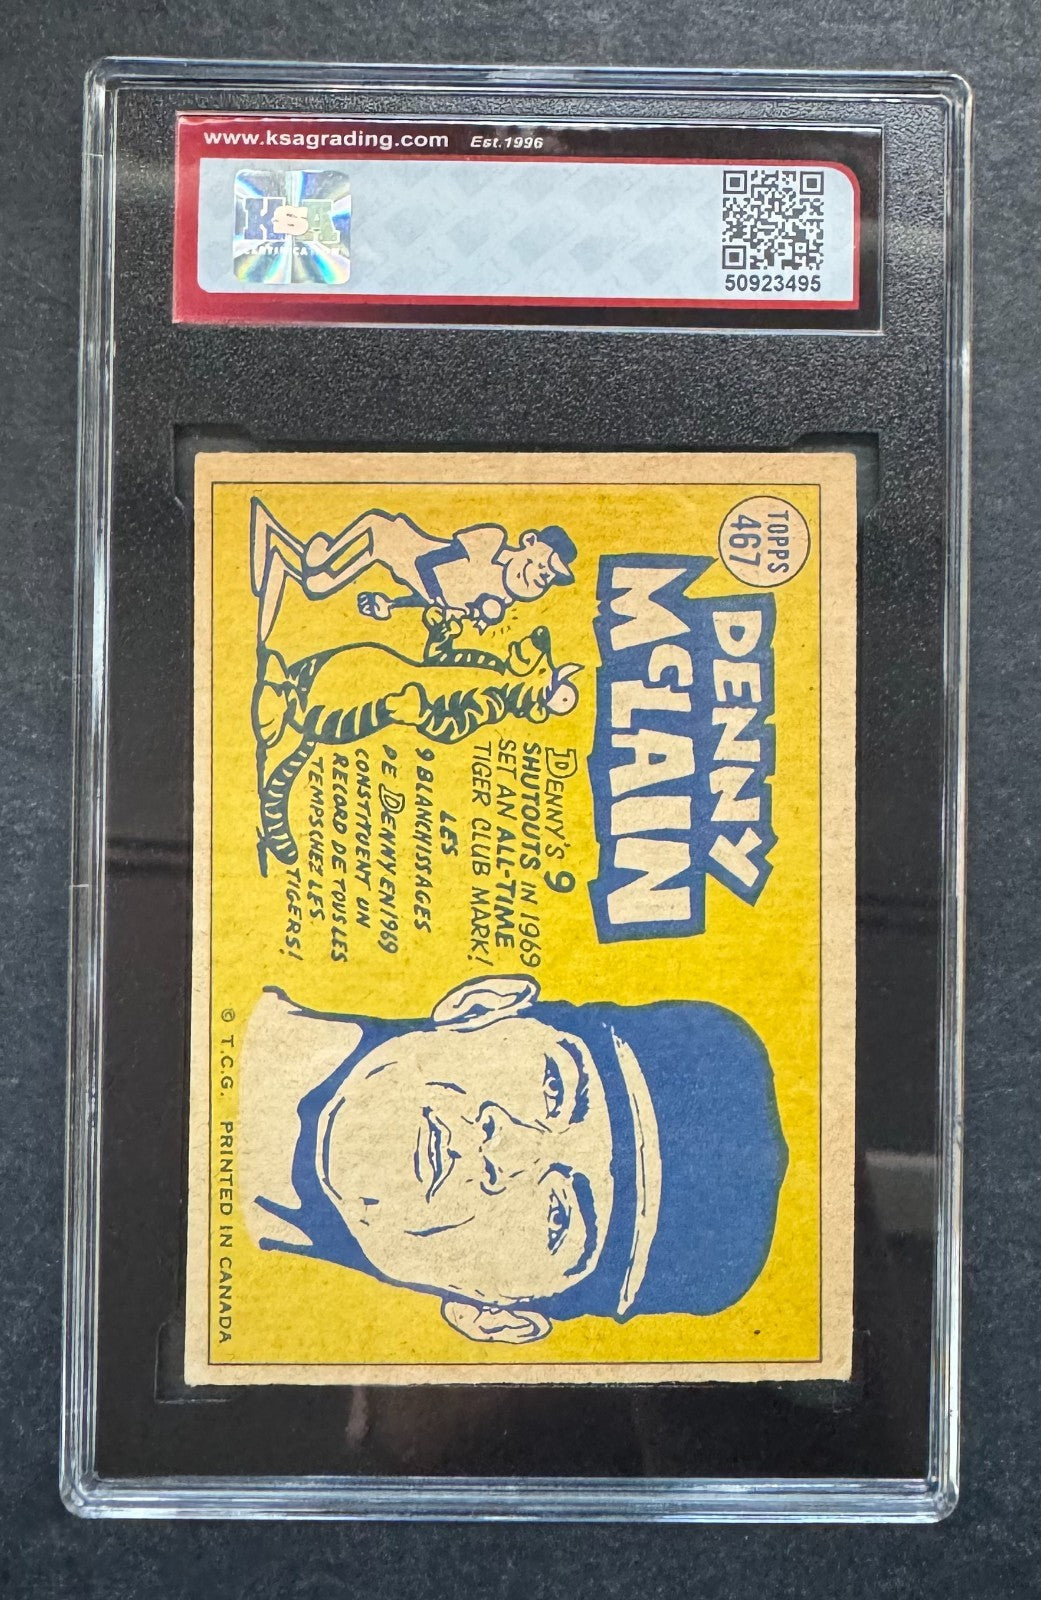 www.ksagrading.com Est.1996
KSA
CERTIFICATION
50923495
TOPPS
467
DENNY
McLAIN
DENNY'S 9
SHUTOUTS IN 1969
SET AN ALL-TIME
TIGER CLUB MARK!
LES
9 BLANCHISSAGES
DE DENNY EN 1969
CONSTITUENT UN
RECORD DE TOUS LES
TEMPS CHEZ LES
TIGERS!
© T.C.G. PRINTED IN CANADA